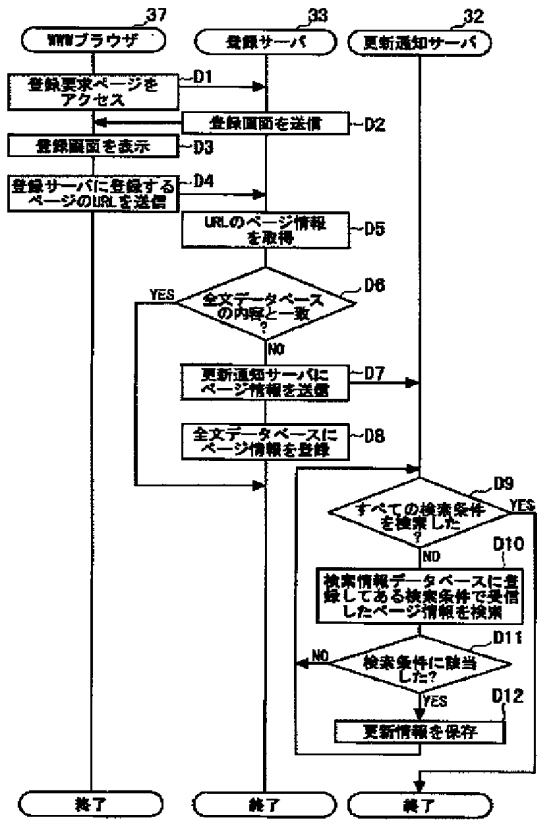 37
33
32
WWWブラウザ
登録サーバ
更新通知サーバ
D1
登録要求ページを
アクセス
登録画面を送信
D2
登録画面を表示
D3
D4
登録サーバに登録する
ページのURLを送信
URLのページ情報
を取得
D5
D6
YES
全文データベース
の内容と一致
?
NO
更新通知サーバに
ページ情報を送信
D7
全文データベースに
ページ情報を登録
D8
D9
すべての検索条件
を検索した
?
YES
NO
D10
検索情報データベースに登
録してある検索条件で受信
したページ情報を検索
D11
NO
検索条件に該当
した?
YES
D12
更新情報を保存
終了
終了
終了